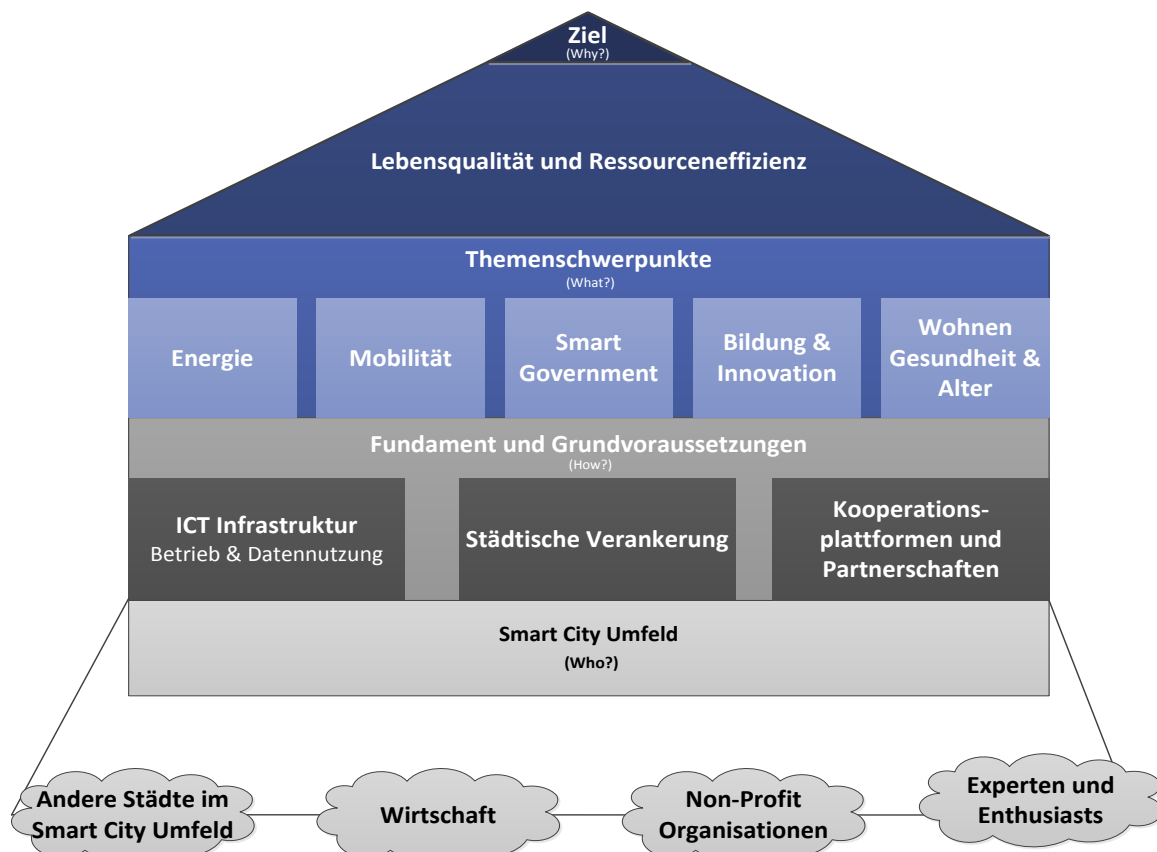 Ziel
(Why?)
Lebensqualität und Ressourceneffizienz
Themenschwerpunkte
(What?)
Energie
Mobilität
Smart
Government
Bildung &
Innovation
Wohnen
Gesundheit &
Alter
Fundament und Grundvoraussetzungen
(How?)
ICT Infrastruktur
Betrieb & Datennutzung
Städtische Verankerung
Kooperations-
plattformen und
Partnerschaften
Smart City Umfeld
(Who?)
Andere Städte im
Smart City Umfeld
Wirtschaft
Non-Profit
Organisationen
Experten und
Enthusiasts